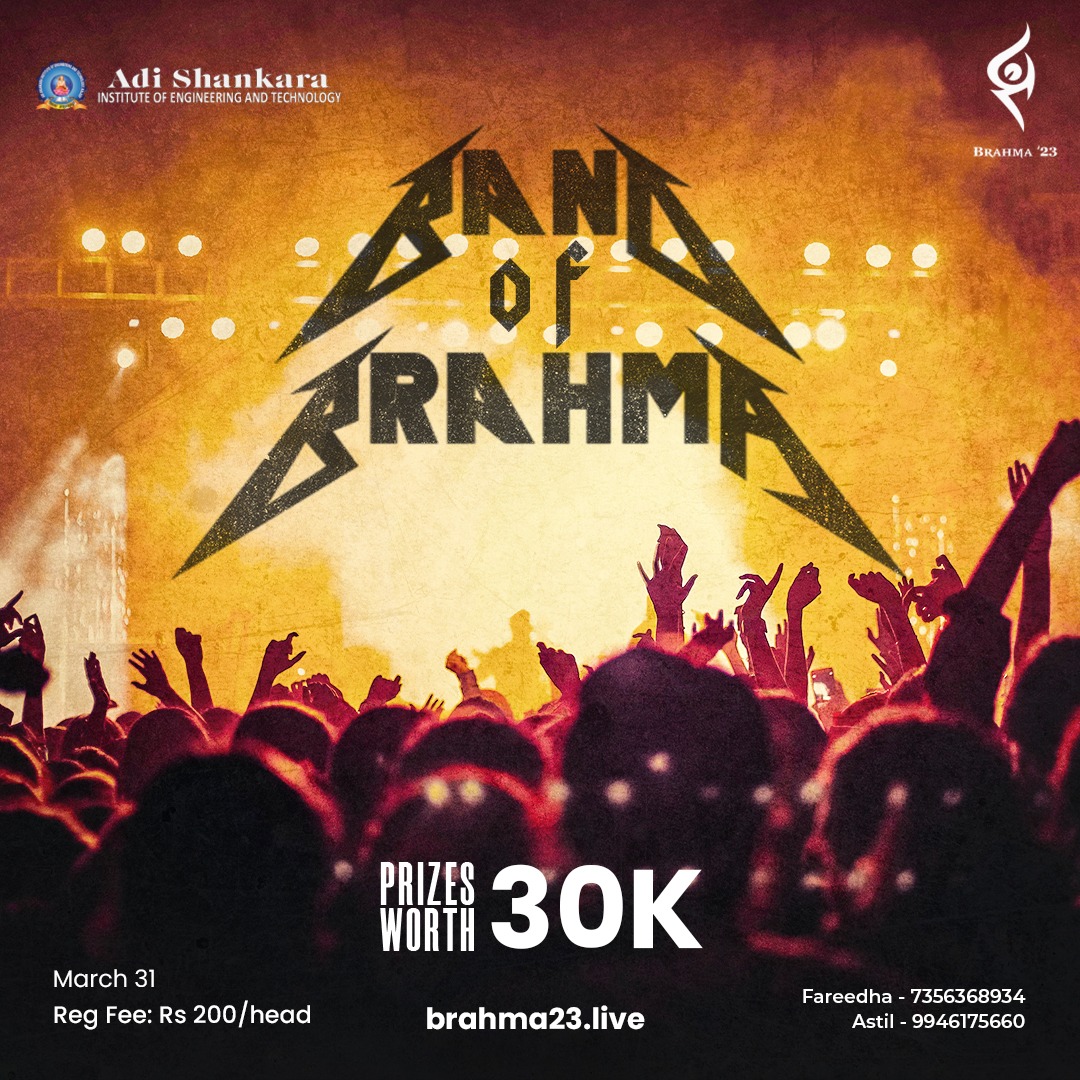 Adi Shankara
INSTITUTE OF ENGINEERING AND TECHNOLOGY
BRAHMA '23
BAND
of
BRAHMA
PRIZES
WORTH
30K
March 31
Reg Fee: Rs 200/head
brahma23.live
Fareedha - 7356368934
Astil - 9946175660